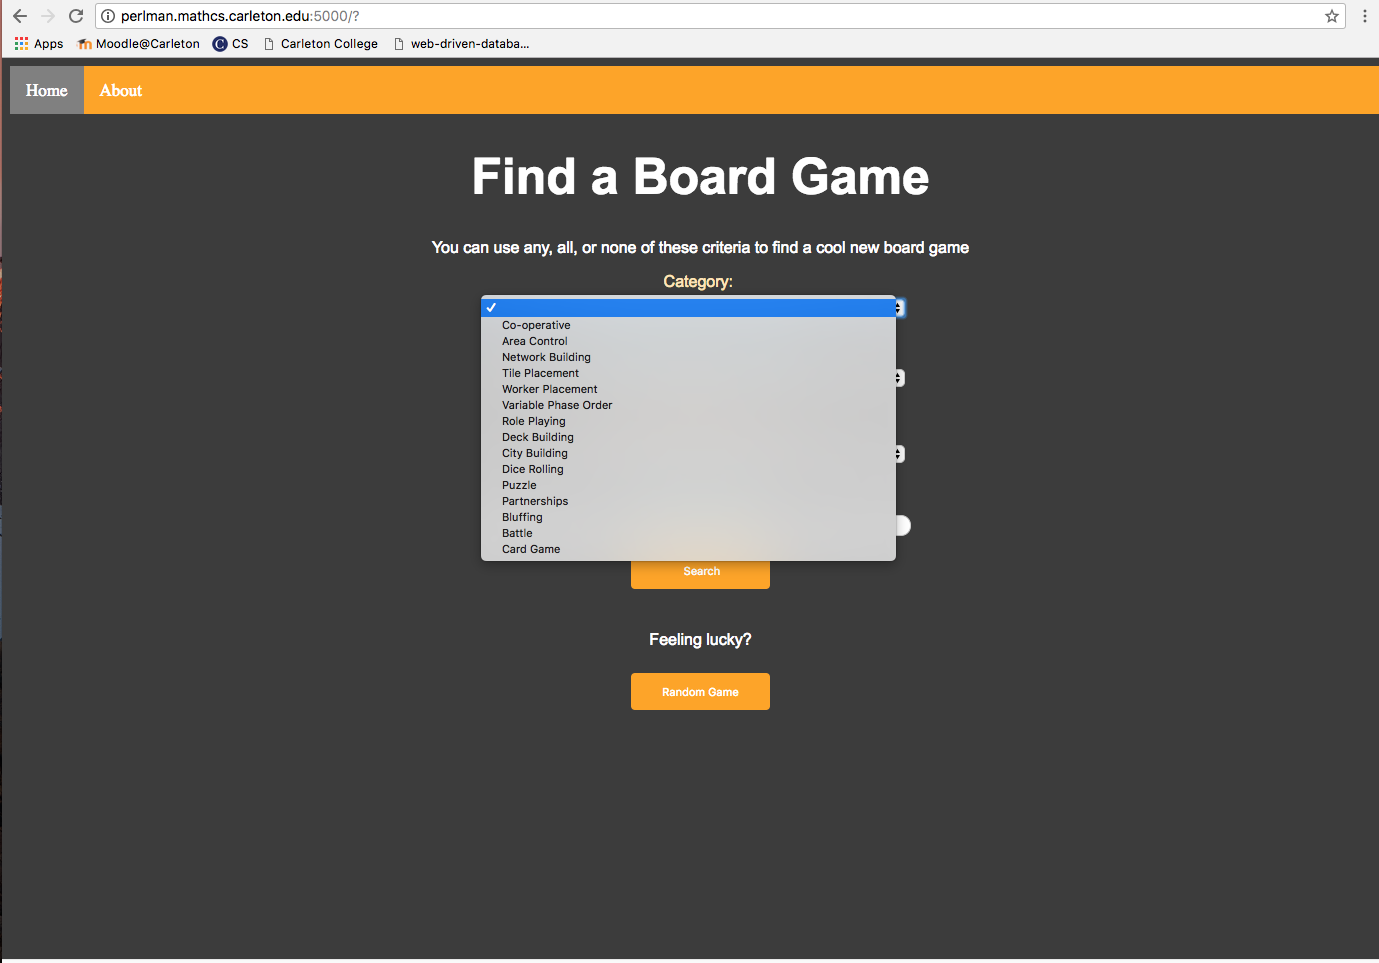 perlman.mathcs.carleton.edu:5000/?
Apps Moodle@Carleton C CS Carleton College web-driven-databa...
Home About
Find a Board Game
You can use any, all, or none of these criteria to find a cool new board game
Category:
Co-operative
Area Control
Network Building
Tile Placement
Worker Placement
Variable Phase Order
Role Playing
Deck Building
City Building
Dice Rolling
Puzzle
Partnerships
Bluffing
Battle
Card Game
Search
Feeling lucky?
Random Game